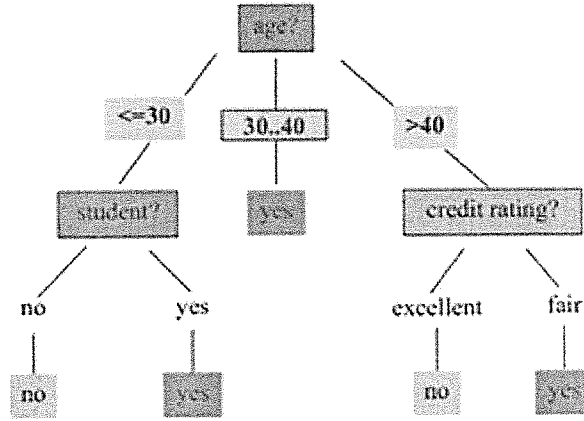 age?
<=30
30..40
>40
student?
yes
credit rating?
no
yes
excellent
fair
no
yes
no
yes